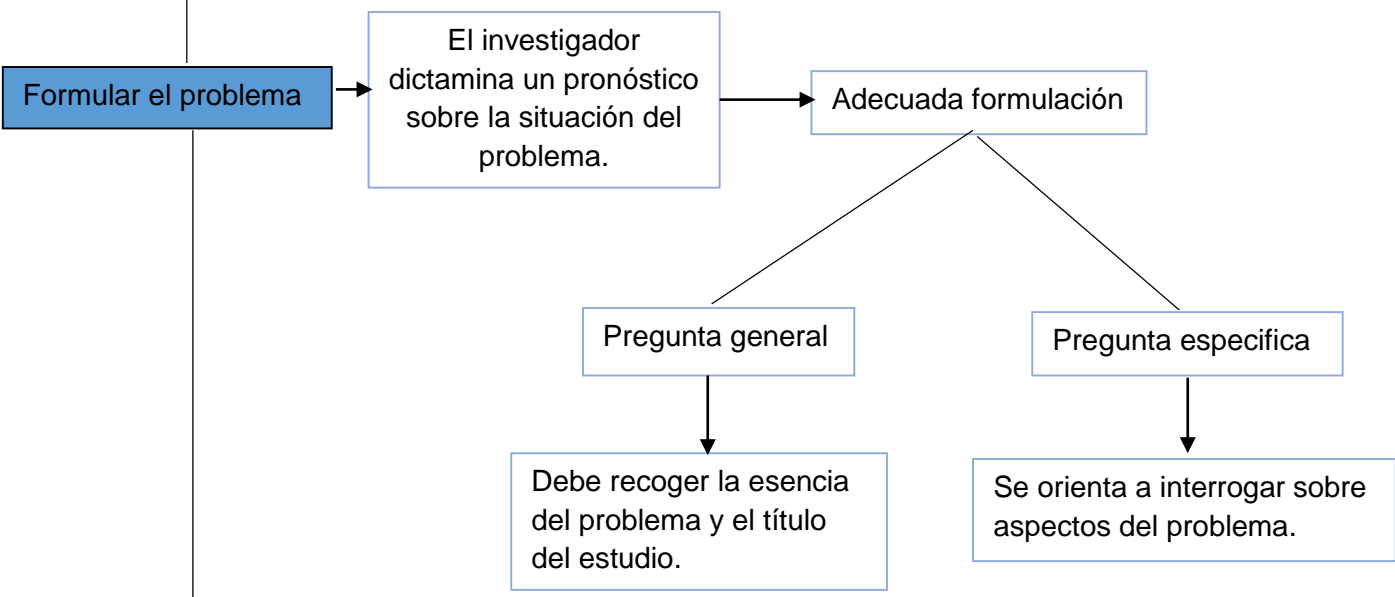 Formular el problema
El investigador
dictamina un pronóstico
sobre la situación del
problema.
Adecuada formulación
Pregunta general
Pregunta especifica
Debe recoger la esencia
del problema y el título
del estudio.
Se orienta a interrogar sobre
aspectos del problema.